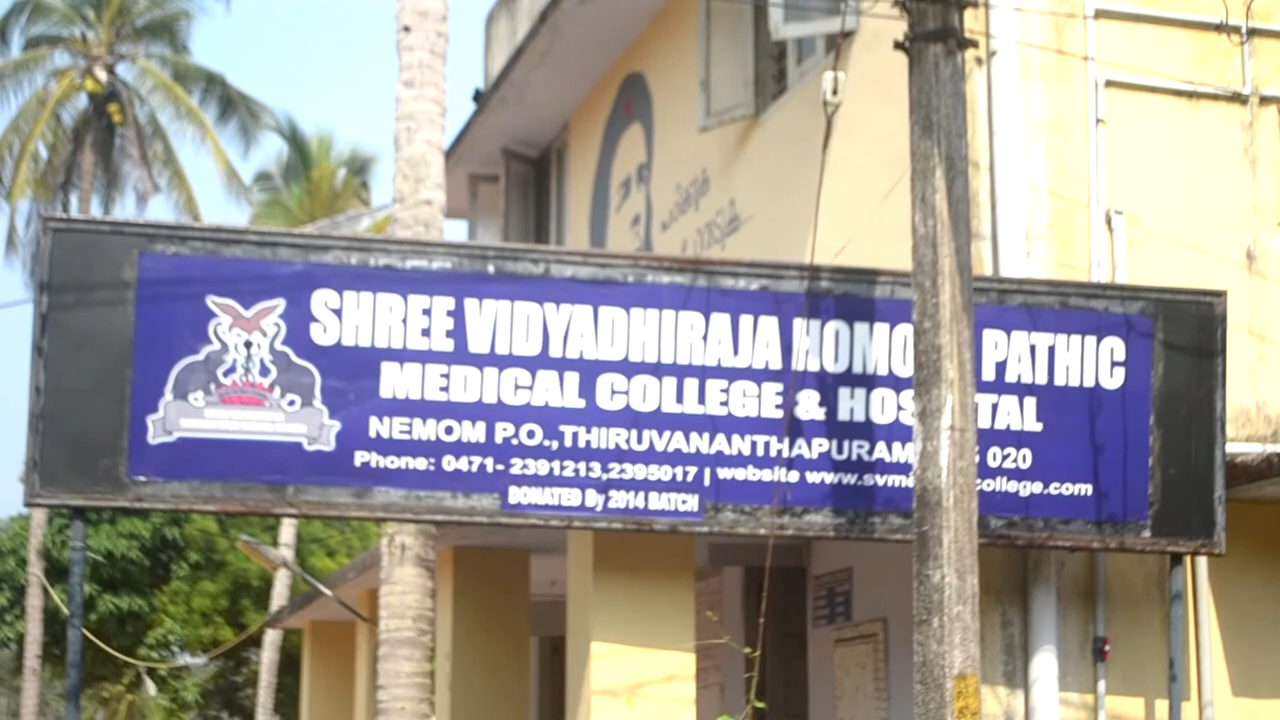 SHREE VIDYADHIRAJA HOMO PATHIC
MEDICAL COLLEGE & HOS TAL
NEMOM P.O.,THIRUVANANTHAPURAM 020
Phone: 0471- 2391213,2395017 | website www.svm college.com
DONATED By 2014 BATCH